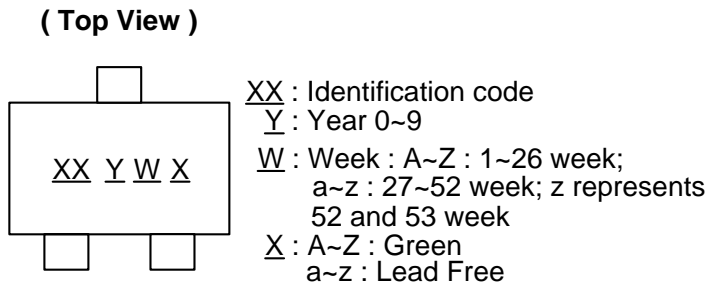 ( Top View )
XX Y W X
XX : Identification code
Y : Year 0~9
W : Week : A~Z : 1~26 week;
a~z : 27~52 week; z represents
52 and 53 week
X : A~Z : Green
a~z : Lead Free